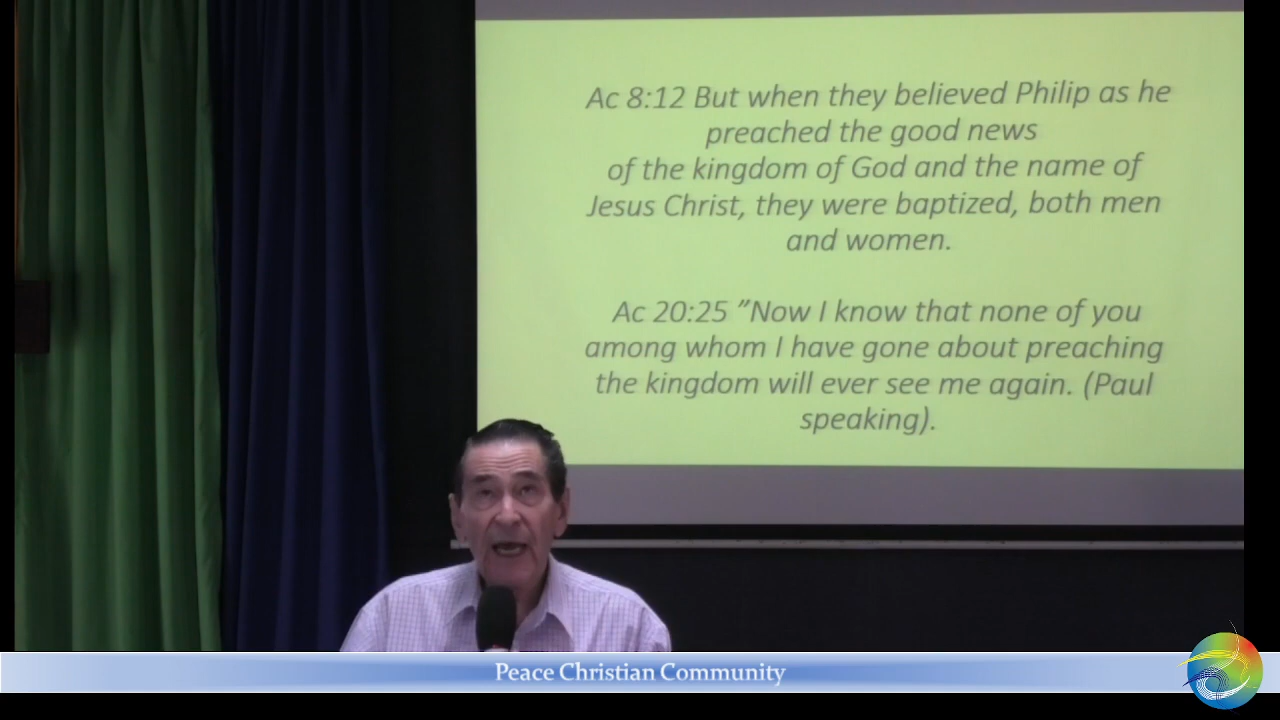 Ac 8:12 But when they believed Philip as he
preached the good news
of the kingdom of God and the name of
Jesus Christ, they were baptized, both men
and women.
Ac 20:25 ”Now I know that none of you
among whom I have gone about preaching
the kingdom will ever see me again. (Paul
speaking).
Peace Christian Community